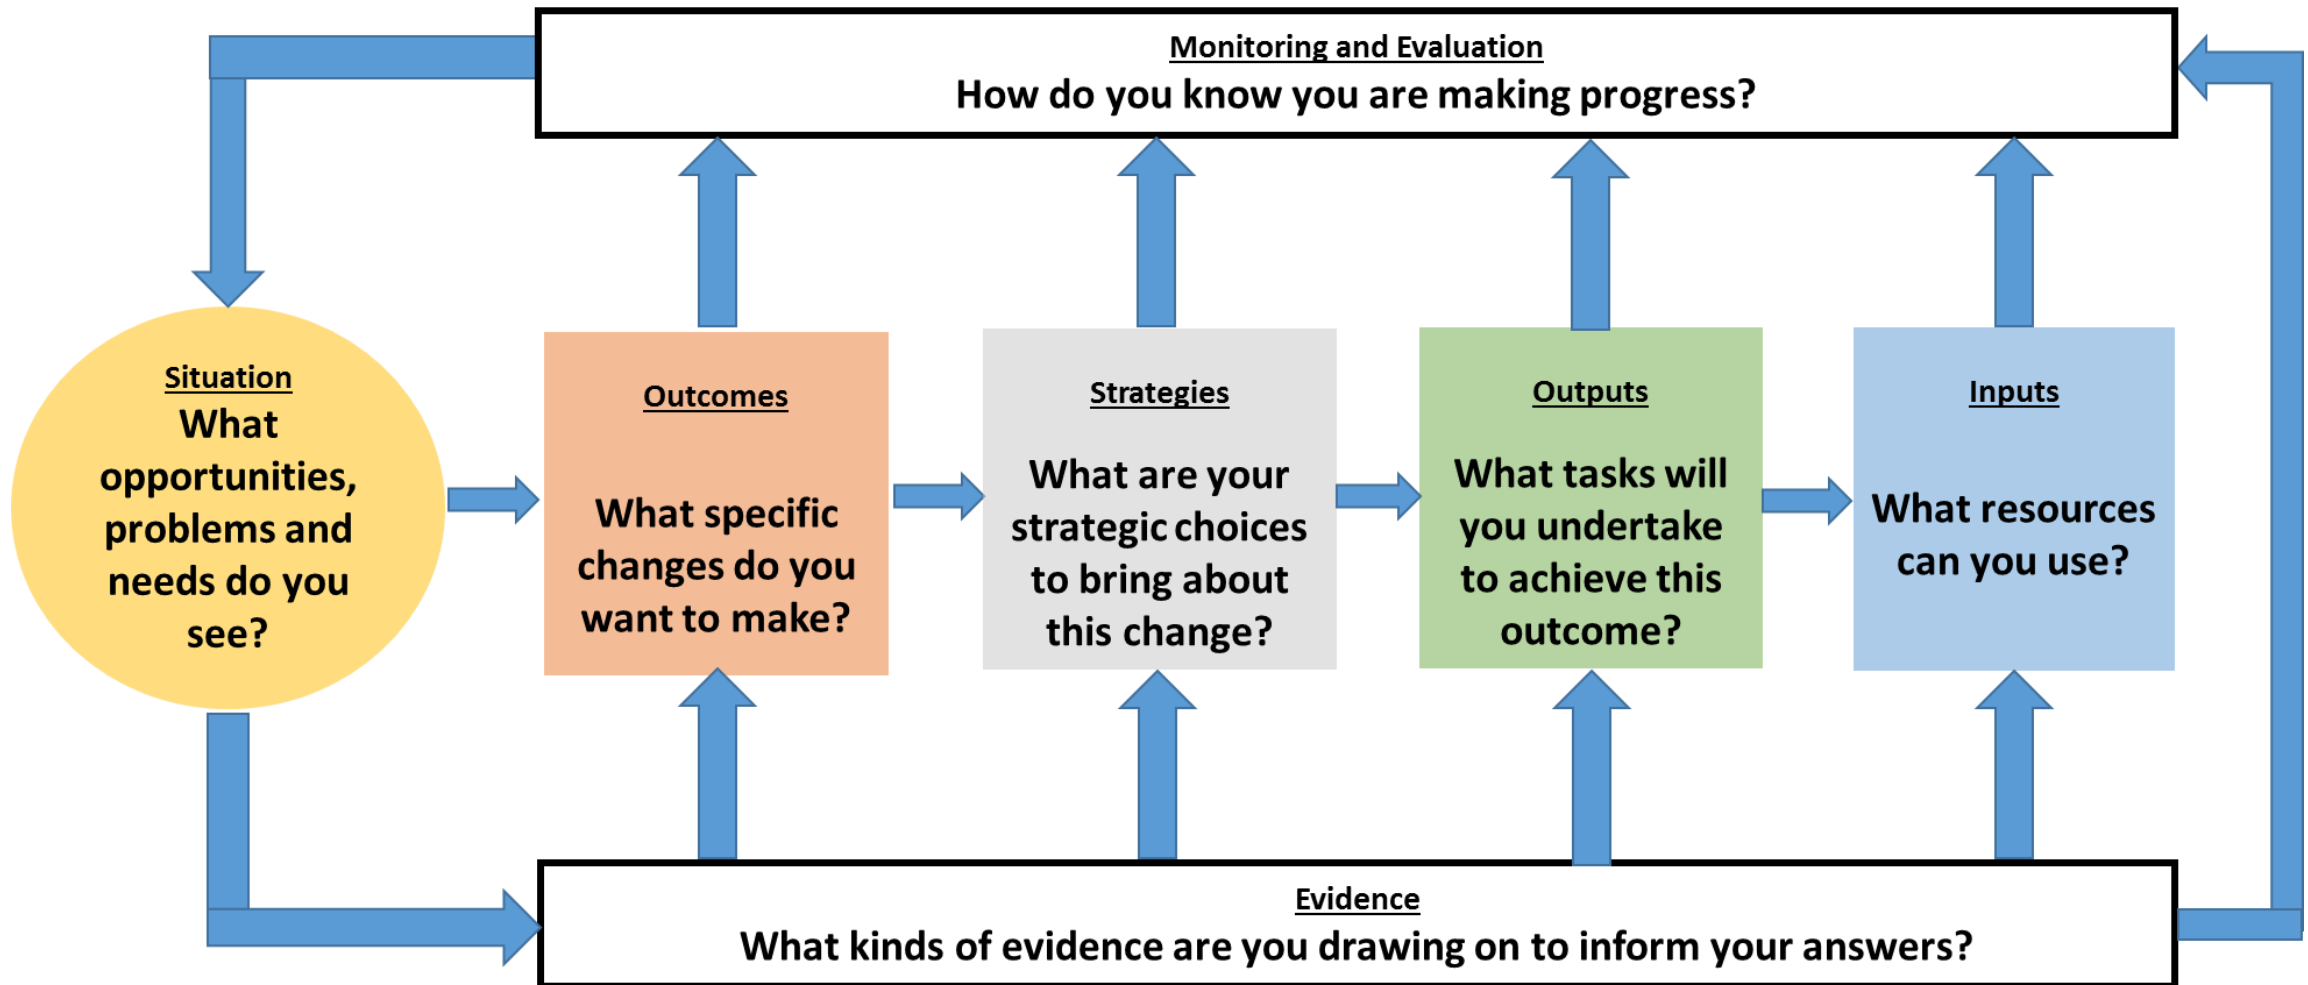 Monitoring and Evaluation
How do you know you are making progress?
Situation
What
opportunities,
problems and
needs do you
see?
Outcomes
What specific
changes do you
want to make?
Strategies
What are your
strategic choices
to bring about
this change?
Outputs
What tasks will
you undertake
to achieve this
outcome?
Inputs
What resources
can you use?
Evidence
What kinds of evidence are you drawing on to inform your answers?